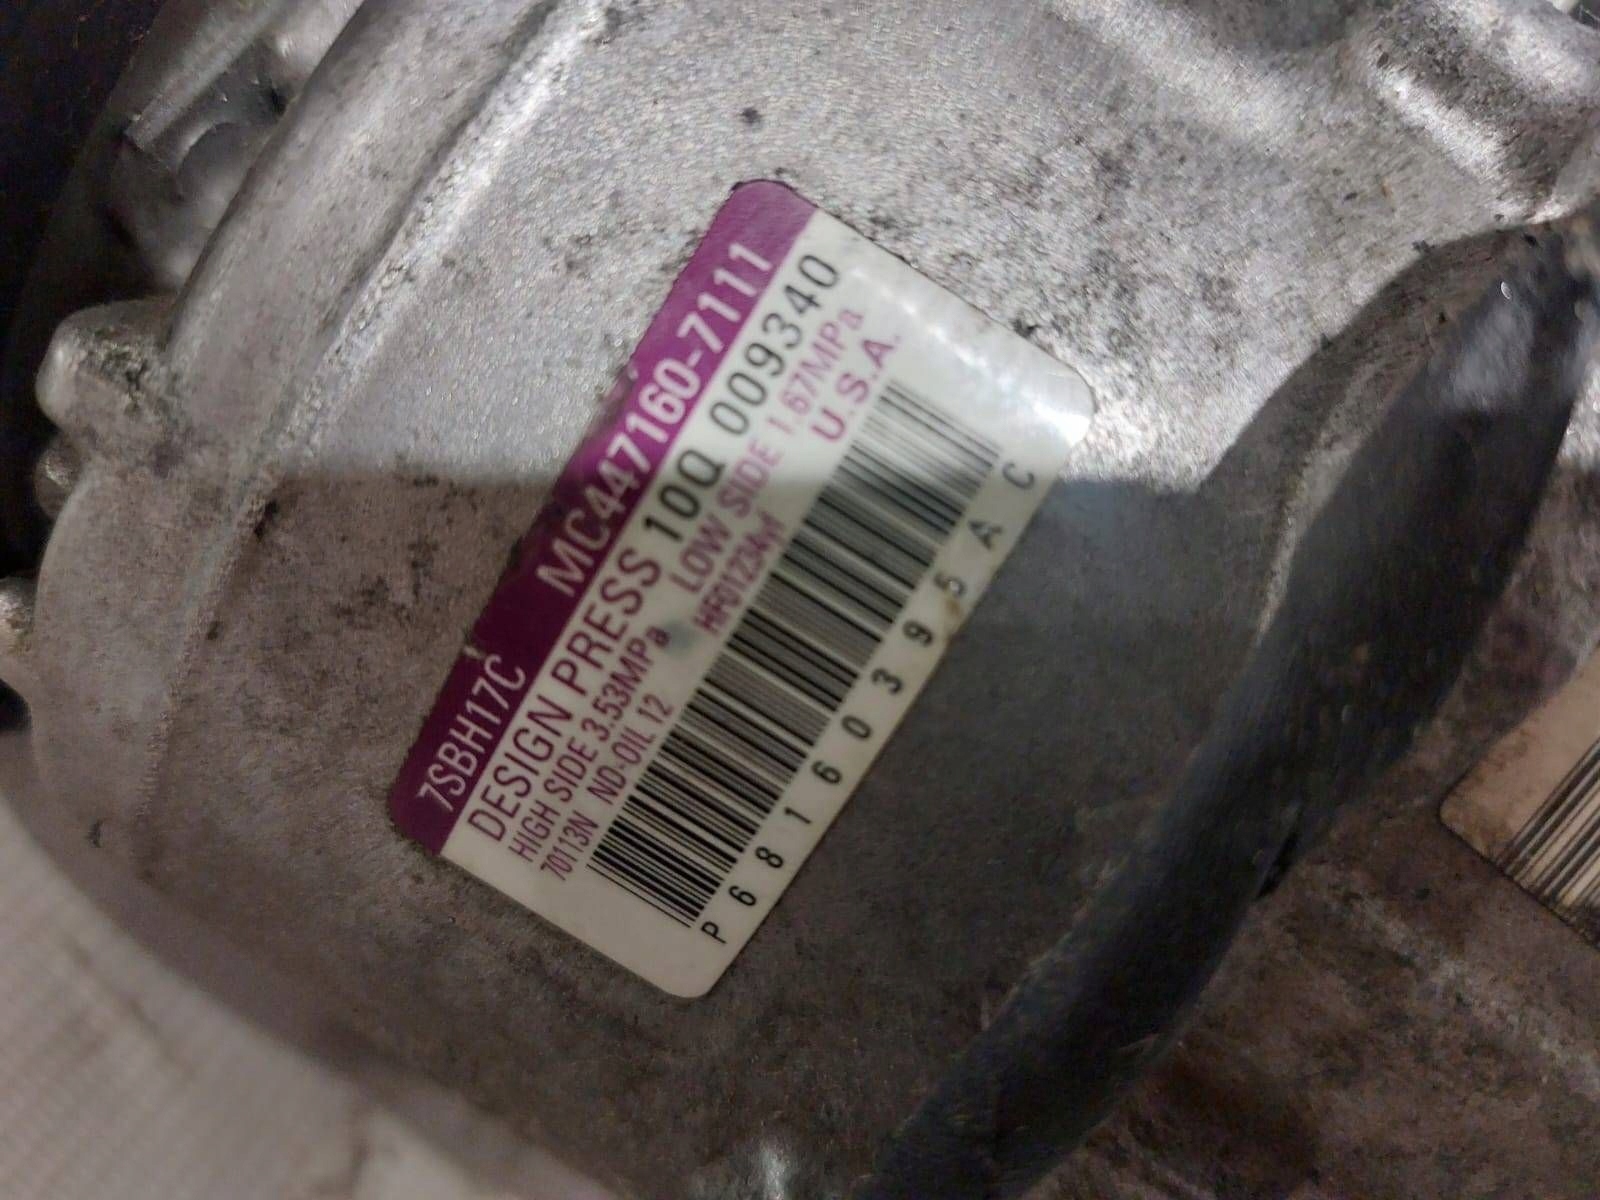 7SBH17C MC447160-7111
DESIGN PRESS 10Q 009340
HIGH SIDE 3.53MPa LOW SIDE 1.67MPa
70113N ND-OIL 12 U.S.A.
P68160395AC